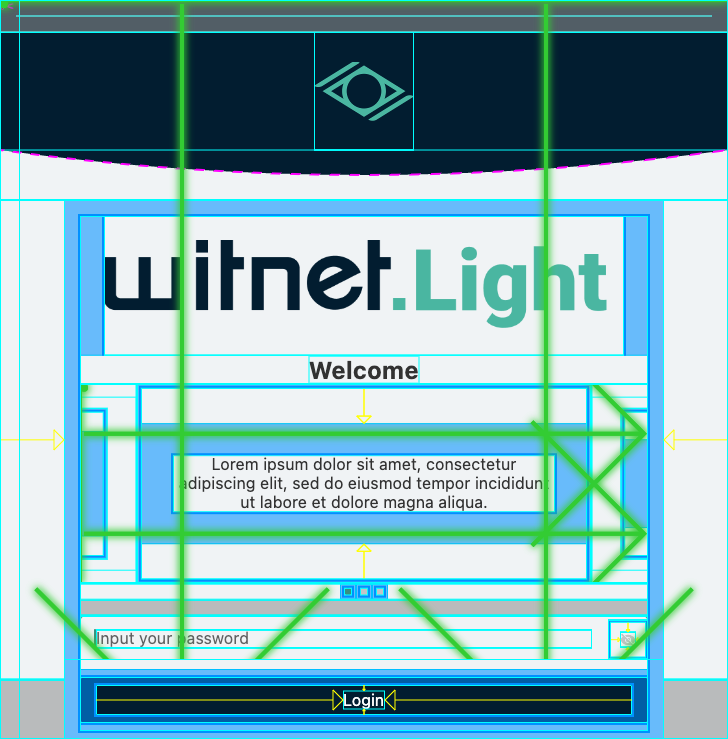 witnet.Light
Welcome
Lorem ipsum dolor sit amet, consectetur
adipiscing elit, sed do eiusmod tempor incididunt
ut labore et dolore magna aliqua.
Input your password
Login